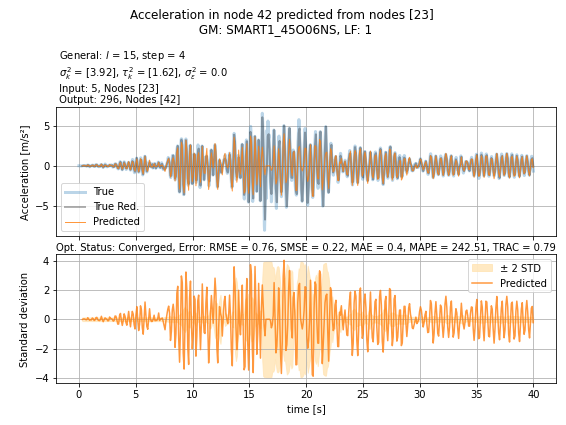 Acceleration in node 42 predicted from nodes [23]
GM: SMART1_45O06NS, LF: 1
General: l = 15, step = 4
σ²ₖ = [3.92], τ²ₖ = [1.62], σ²ε = 0.0
Input: 5, Nodes [23]
Output: 296, Nodes [42]
Acceleration [m/s²]
5
0
−5
True
True Red.
Predicted
Opt. Status: Converged, Error: RMSE = 0.76, SMSE = 0.22, MAE = 0.4, MAPE = 242.51, TRAC = 0.79
Standard deviation
4
2
0
−2
−4
± 2 STD
Predicted
0 5 10 15 20 25 30 35 40
time [s]